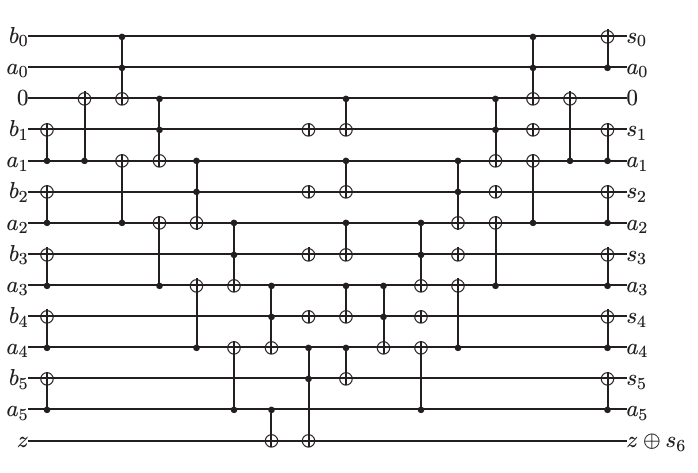 b₀ s₀
a₀ a₀
0 0
b₁ s₁
a₁ a₁
b₂ s₂
a₂ a₂
b₃ s₃
a₃ a₃
b₄ s₄
a₄ a₄
b₅ s₅
a₅ a₅
z z ⊕ s₆